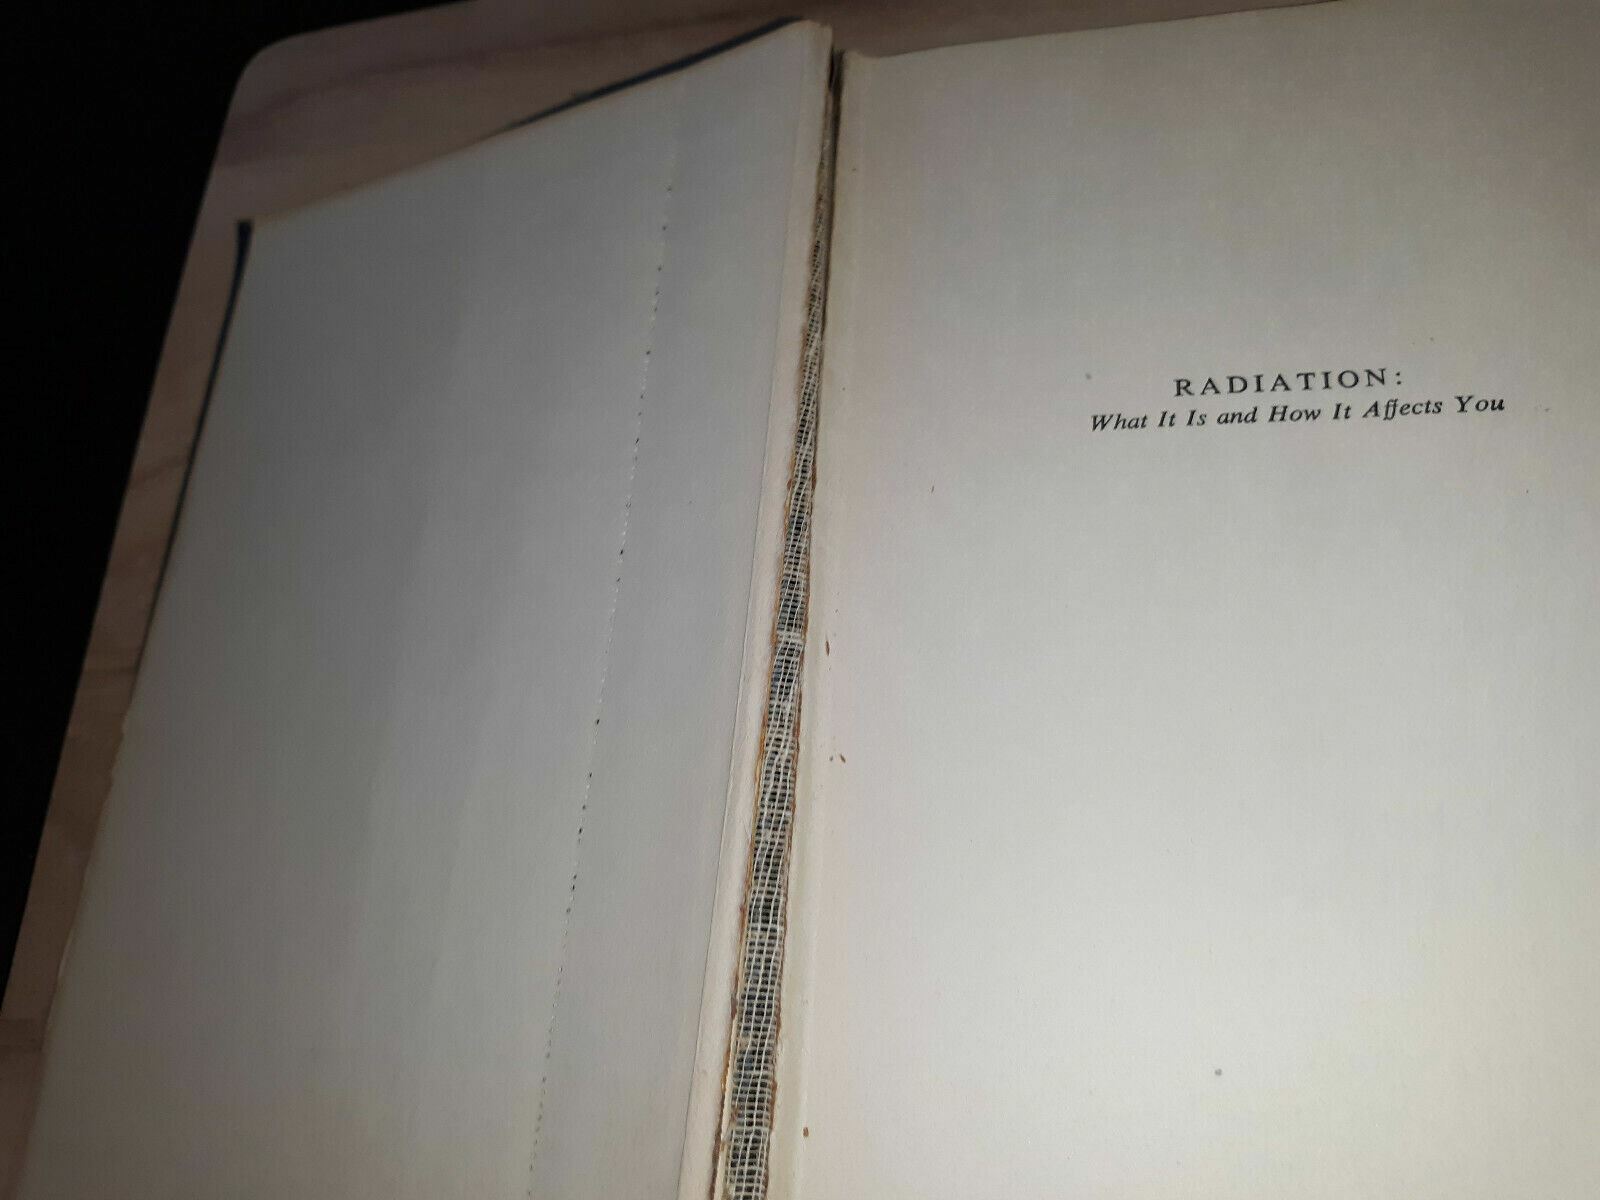 RADIATION:
What It Is and How It Affects You